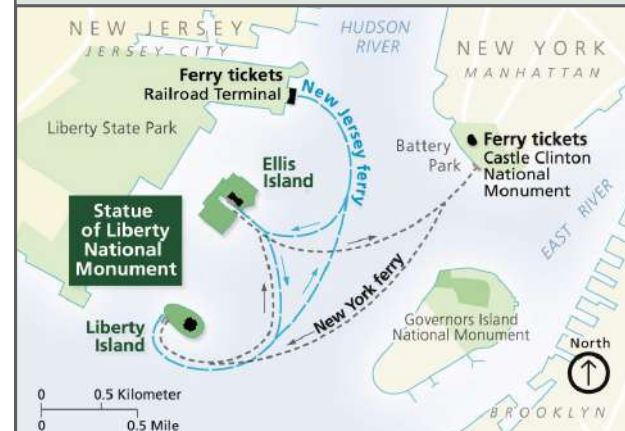 NEW JERSEY
JERSEY CITY
HUDSON
RIVER
NEW YORK
MANHATTAN
Ferry tickets
Railroad Terminal
New Jersey ferry
Liberty State Park
Battery
Park
Ferry tickets
Castle Clinton
National
Monument
Ellis
Island
Statue
of Liberty
National
Monument
EAST RIVER
New York ferry
Liberty
Island
Governors Island
National Monument
North
0 0.5 Kilometer
0 0.5 Mile
BROOKLYN